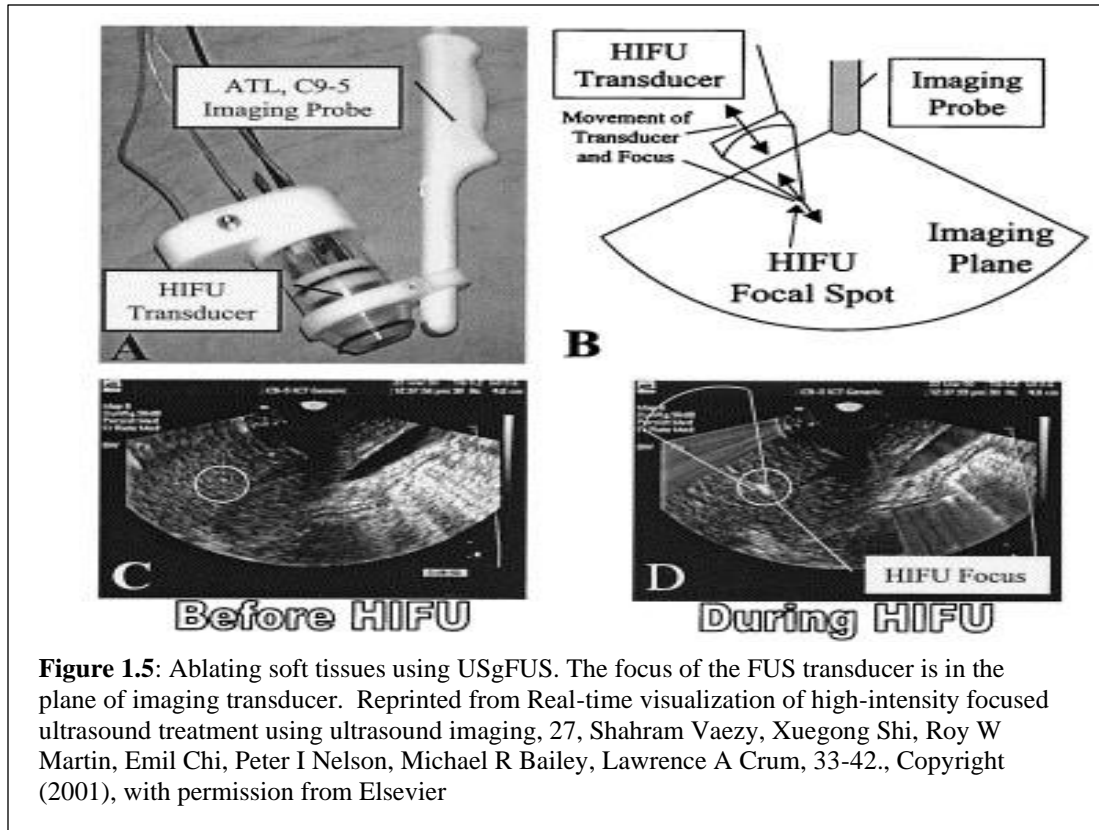 ATL, C9-5
Imaging Probe
HIFU
Transducer
A
HIFU
Transducer
Imaging
Probe
Movement of
Transducer
and Focus
HIFU
Focal Spot
Imaging
Plane
B
C
Before HIFU
HIFU Focus
D
During HIFU
Figure 1.5: Ablating soft tissues using USgFUS. The focus of the FUS transducer is in the
plane of imaging transducer. Reprinted from Real-time visualization of high-intensity focused
ultrasound treatment using ultrasound imaging, 27, Shahram Vaezy, Xuegong Shi, Roy W
Martin, Emil Chi, Peter I Nelson, Michael R Bailey, Lawrence A Crum, 33-42., Copyright
(2001), with permission from Elsevier